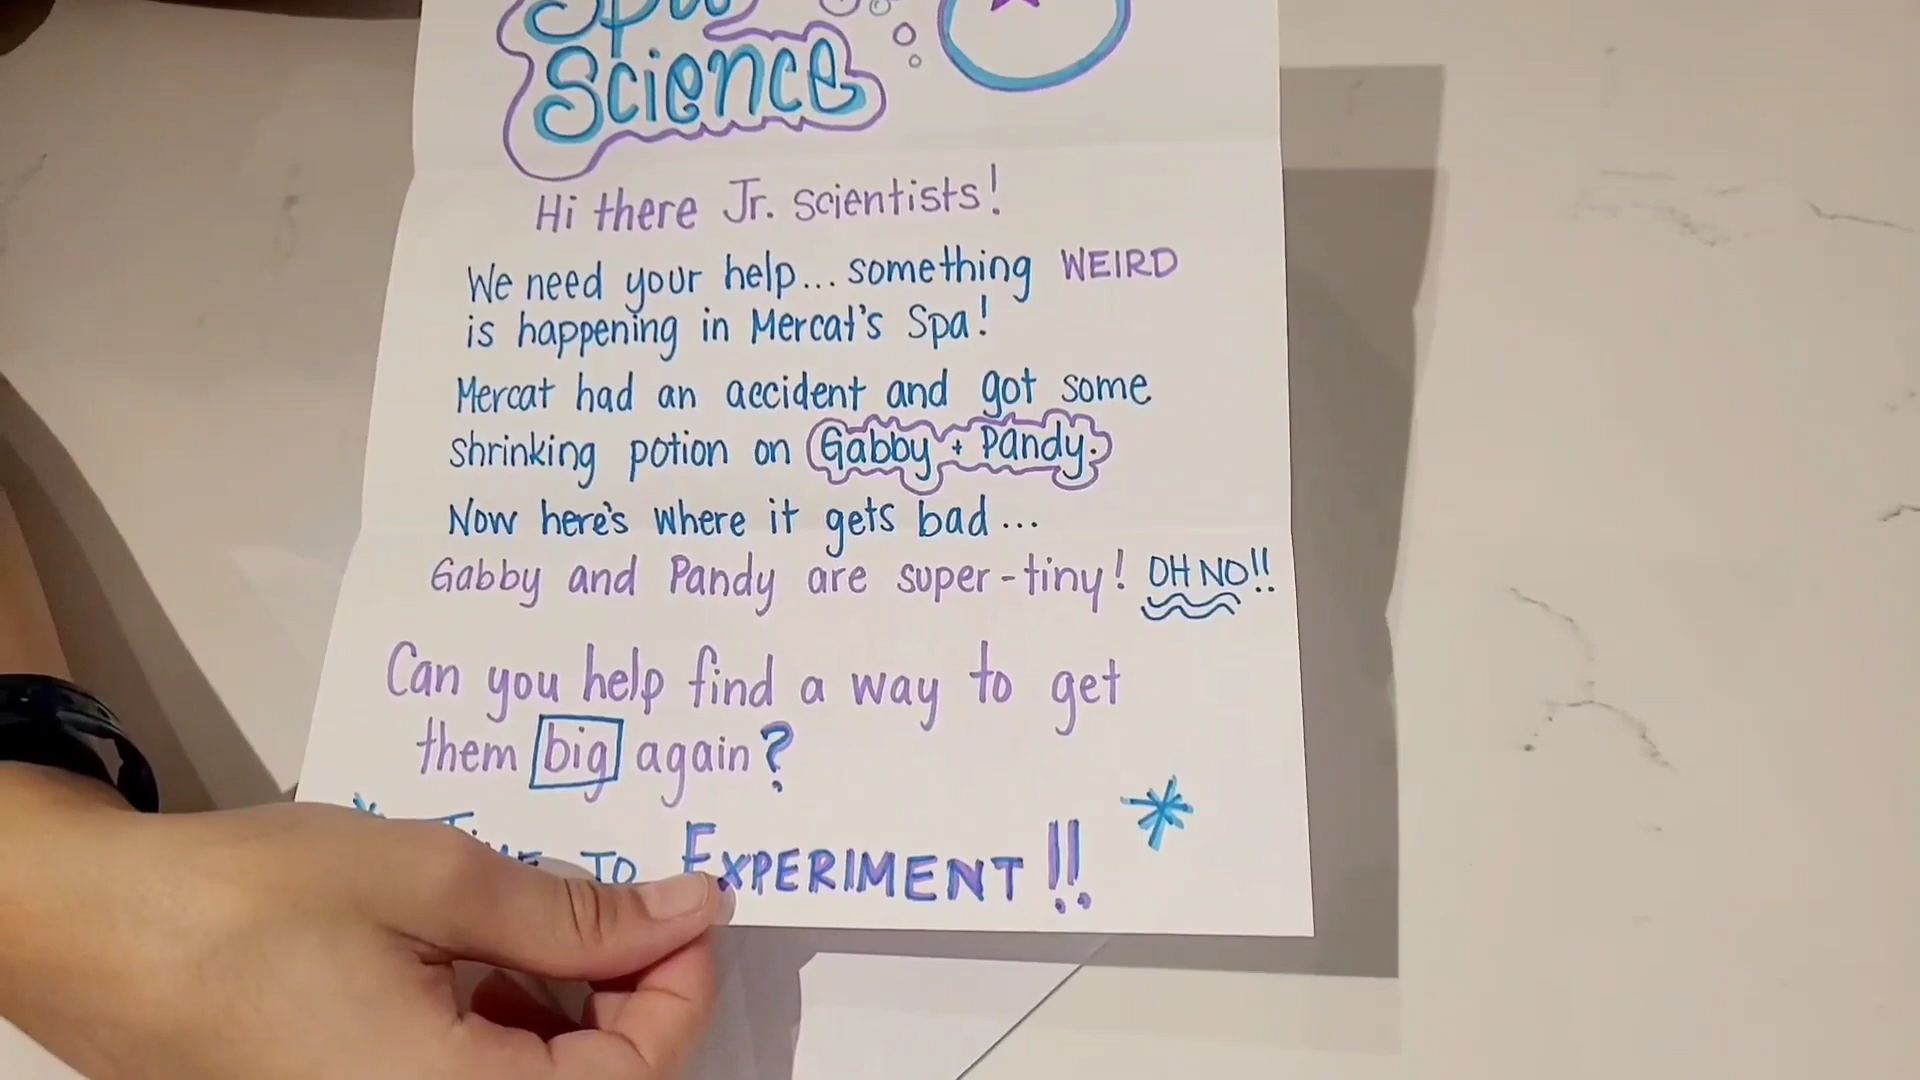 Spa
Science
Hi there Jr. scientists!
We need your help... something WEIRD
is happening in Mercat's Spa!
Mercat had an accident and got some
shrinking potion on Gabby + Pandy.
Now here's where it gets bad...
Gabby and Pandy are super-tiny! OH NO!!
Can you help find a way to get
them big again?
TO EXPERIMENT!!